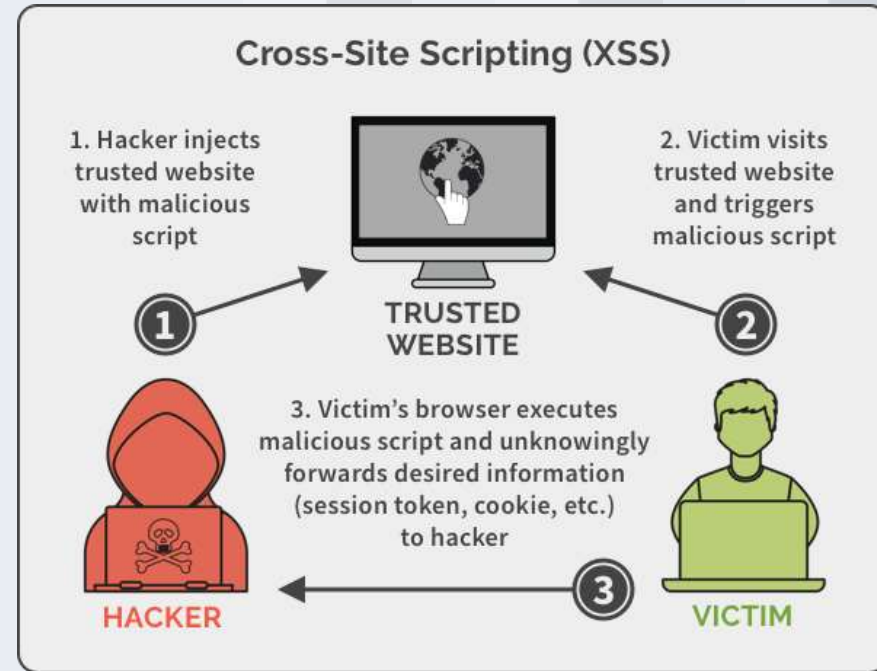 Cross-Site Scripting (XSS)
1. Hacker injects
trusted website
with malicious
script
2. Victim visits
trusted website
and triggers
malicious script
TRUSTED
WEBSITE
1
2
3. Victim's browser executes
malicious script and unknowingly
forwards desired information
(session token, cookie, etc.)
to hacker
3
HACKER
VICTIM